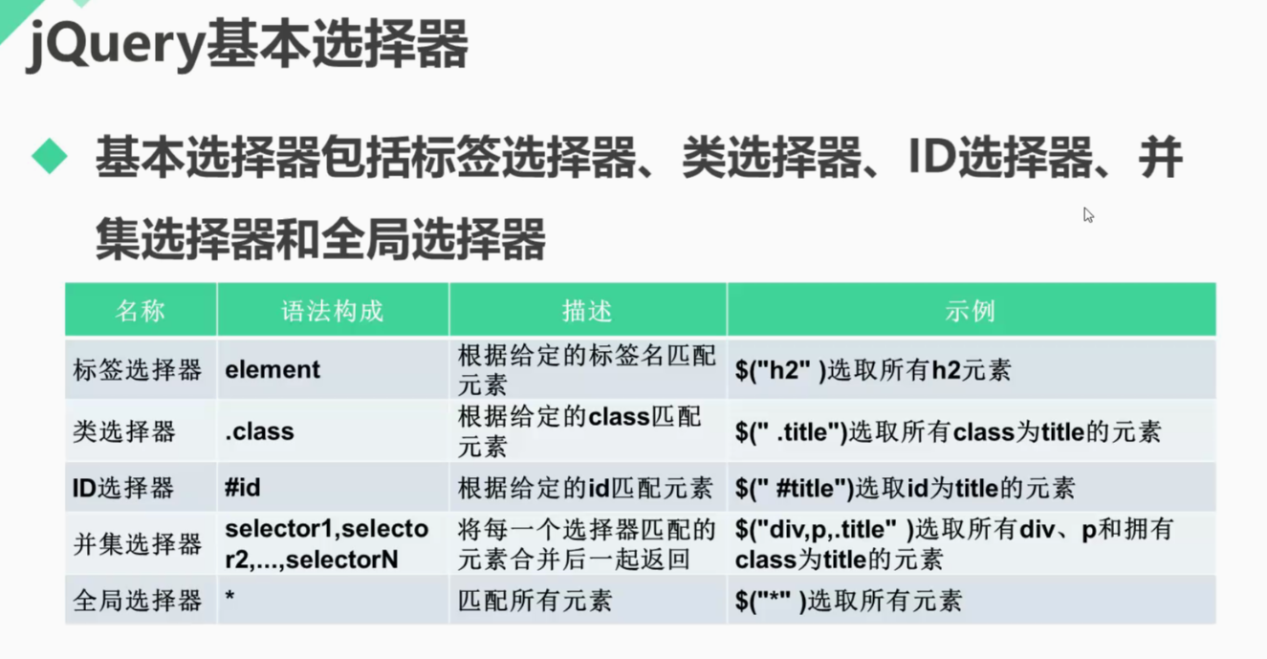 jQuery基本选择器
基本选择器包括标签选择器、类选择器、ID选择器、并
集选择器和全局选择器
名称 语法构成 描述 示例
标签选择器 element 根据给定的标签名匹配
元素 $("h2" )选取所有h2元素
类选择器 .class 根据给定的class匹配
元素 $(" .title")选取所有class为title的元素
ID选择器 #id 根据给定的id匹配元素 $(" #title")选取id为title的元素
并集选择器 selector1,selecto
r2,...,selectorN 将每一个选择器匹配的
元素合并后一起返回 $("div,p,.title" )选取所有div、p和拥有
class为title的元素
全局选择器 * 匹配所有元素 $("*" )选取所有元素